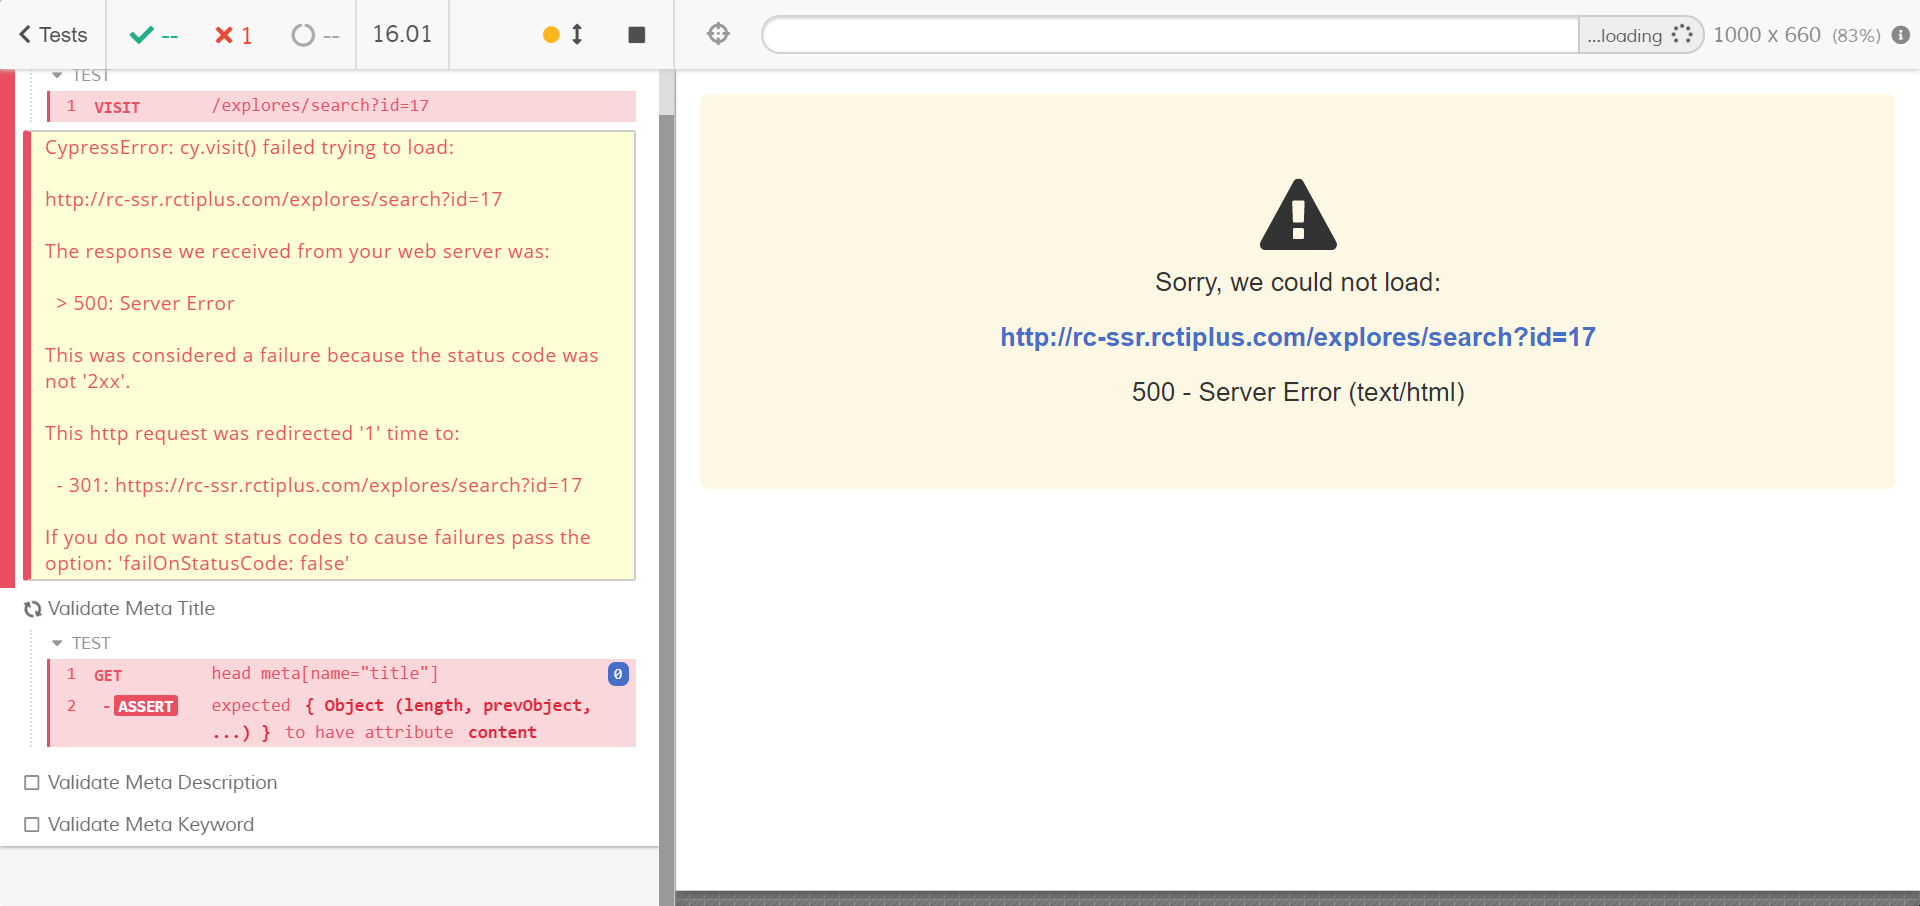 Tests
--
1
--
16.01
...loading
1000 x 660 (83%)
TEST
1 VISIT /explores/search?id=17
CypressError: cy.visit() failed trying to load:
http://rc-ssr.rctiplus.com/explores/search?id=17
The response we received from your web server was:
> 500: Server Error
This was considered a failure because the status code was
not '2xx'.
This http request was redirected '1' time to:
- 301: https://rc-ssr.rctiplus.com/explores/search?id=17
If you do not want status codes to cause failures pass the
option: 'failOnStatusCode: false'
Validate Meta Title
TEST
1 GET head meta[name="title"] 0
2 -ASSERT expected { Object (length, prevObject,
...) } to have attribute content
Validate Meta Description
Validate Meta Keyword
Sorry, we could not load:
http://rc-ssr.rctiplus.com/explores/search?id=17
500 - Server Error (text/html)